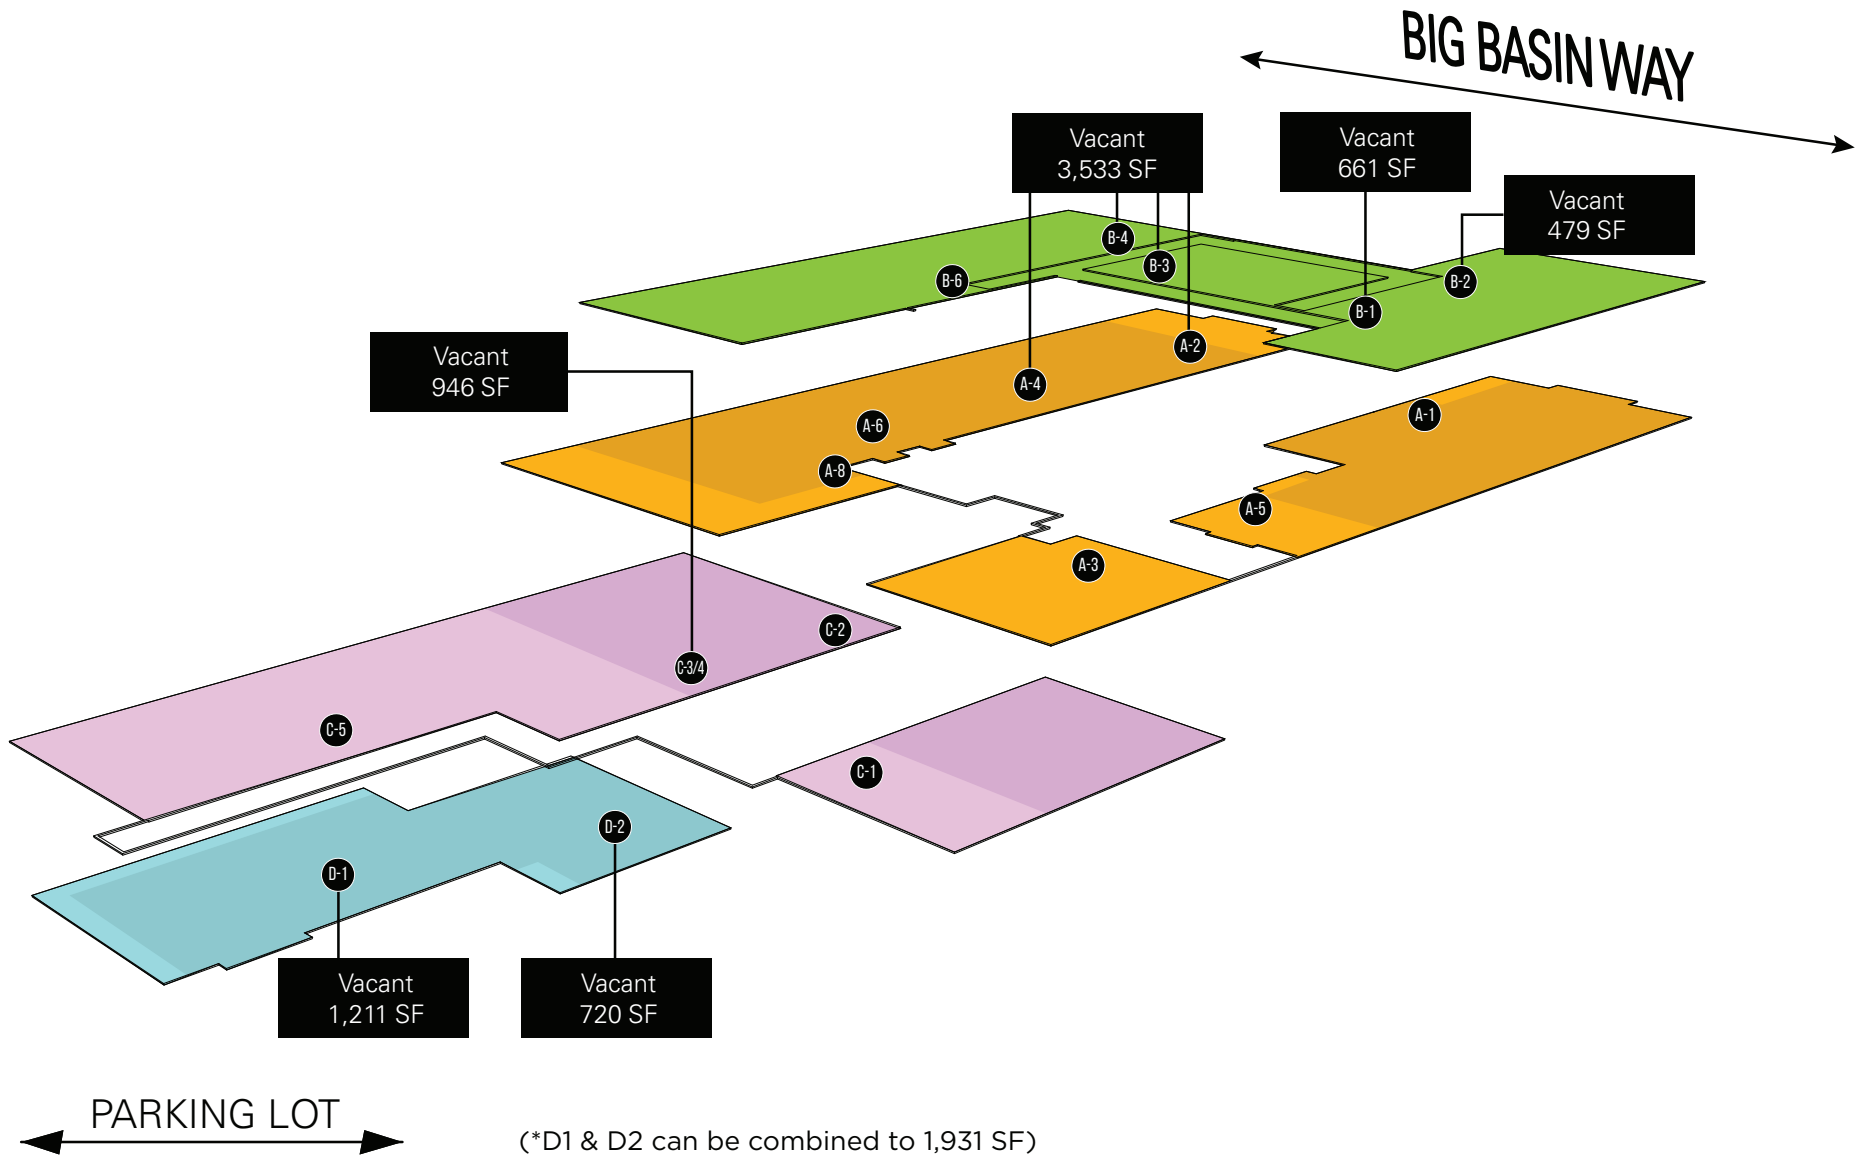 BIG BASIN WAY
Vacant
3,533 SF
Vacant
661 SF
Vacant
479 SF
B-4
B-3
B-6
B-2
B-1
A-2
Vacant
946 SF
A-4
A-1
A-6
A-8
A-5
A-3
C-2
C-3/4
C-5
C-1
D-2
D-1
Vacant
1,211 SF
Vacant
720 SF
PARKING LOT
(*D1 & D2 can be combined to 1,931 SF)